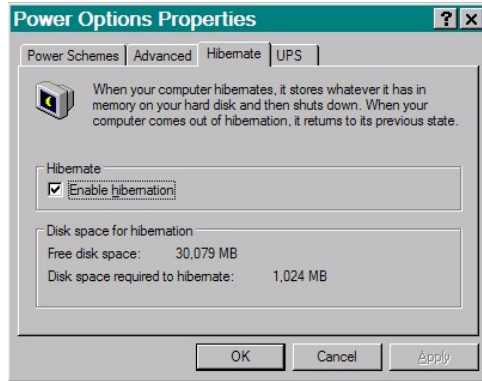 Power Options Properties
Power Schemes Advanced Hibernate UPS
When your computer hibernates, it stores whatever it has in
memory on your hard disk and then shuts down. When your
computer comes out of hibernation, it returns to its previous state.
Hibernate
Enable hibernation
Disk space for hibernation
Free disk space: 30,079 MB
Disk space required to hibernate: 1,024 MB
OK Cancel Apply